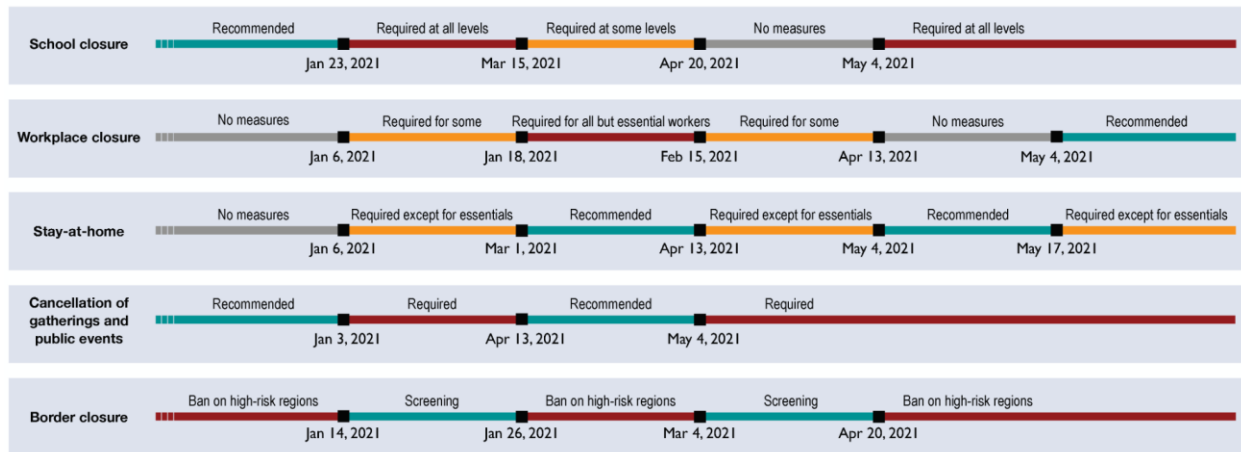 School closure
Recommended
Required at all levels
Required at some levels
No measures
Required at all levels
Jan 23, 2021
Mar 15, 2021
Apr 20, 2021
May 4, 2021
Workplace closure
No measures
Required for some
Required for all but essential workers
Required for some
No measures
Recommended
Jan 6, 2021
Jan 18, 2021
Feb 15, 2021
Apr 13, 2021
May 4, 2021
Stay-at-home
No measures
Required except for essentials
Recommended
Required except for essentials
Recommended
Required except for essentials
Jan 6, 2021
Mar 1, 2021
Apr 13, 2021
May 4, 2021
May 17, 2021
Cancellation of
gatherings and
public events
Recommended
Required
Recommended
Required
Jan 3, 2021
Apr 13, 2021
May 4, 2021
Border closure
Ban on high-risk regions
Screening
Ban on high-risk regions
Screening
Ban on high-risk regions
Jan 14, 2021
Jan 26, 2021
Mar 4, 2021
Apr 20, 2021